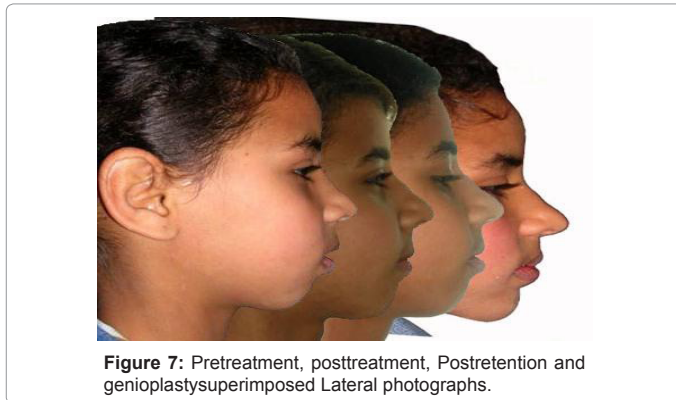 Figure 7: Pretreatment, posttreatment, Postretention and
genioplastysuperimposed Lateral photographs.